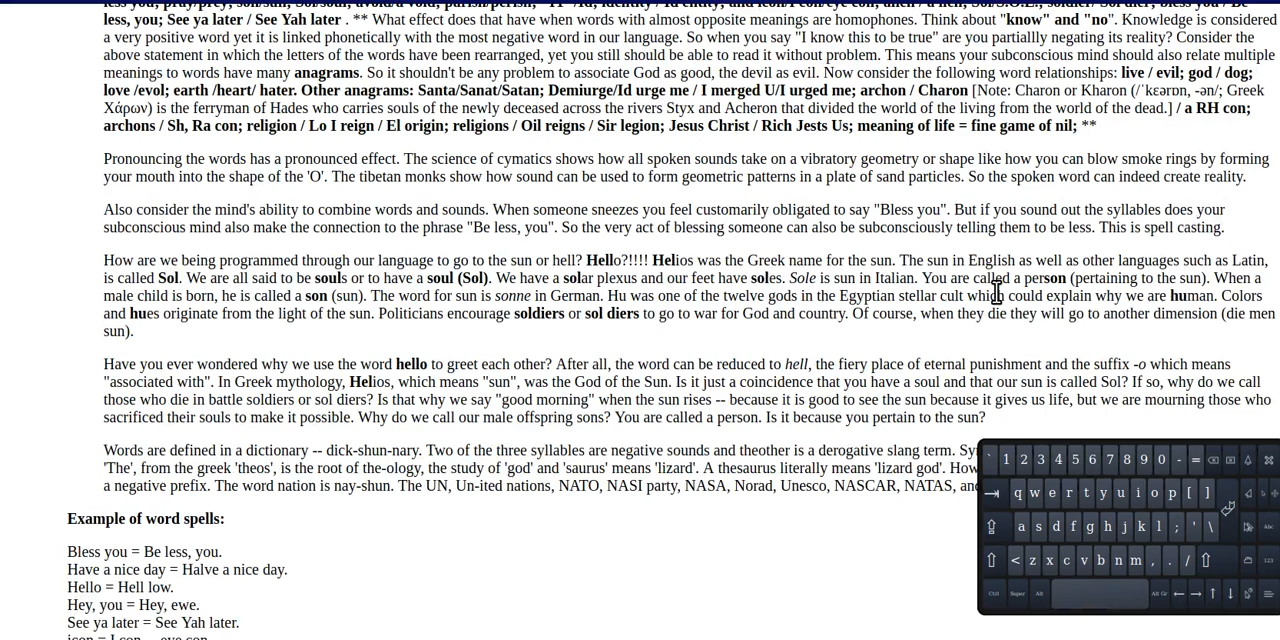 less, you; See ya later / See Yah later . ** What effect does that have when words with almost opposite meanings are homophones. Think about "know" and "no". Knowledge is considered
a very positive word yet it is linked phonetically with the most negative word in our language. So when you say "I know this to be true" are you partiallly negating its reality? Consider the
above statement in which the letters of the words have been rearranged, yet you still should be able to read it without problem. This means your subconscious mind should also relate multiple
meanings to words have many anagrams. So it shouldn't be any problem to associate God as good, the devil as evil. Now consider the following word relationships: live / evil; god / dog;
love /evol; earth /heart/ hater. Other anagrams: Santa/Sanat/Satan; Demiurge/Id urge me / I merged U/I urged me; archon / Charon [Note: Charon or Kharon (/ˈkɛərɒn, -ən/; Greek
Χάρων) is the ferryman of Hades who carries souls of the newly deceased across the rivers Styx and Acheron that divided the world of the living from the world of the dead.] / a RH con;
archons / Sh, Ra con; religion / Lo I reign / El origin; religions / Oil reigns / Sir legion; Jesus Christ / Rich Jests Us; meaning of life = fine game of nil; **
Pronouncing the words has a pronounced effect. The science of cymatics shows how all spoken sounds take on a vibratory geometry or shape like how you can blow smoke rings by forming
your mouth into the shape of the 'O'. The tibetan monks show how sound can be used to form geometric patterns in a plate of sand particles. So the spoken word can indeed create reality.
Also consider the mind's ability to combine words and sounds. When someone sneezes you feel customarily obligated to say "Bless you". But if you sound out the syllables does your
subconscious mind also make the connection to the phrase "Be less, you". So the very act of blessing someone can also be subconsciously telling them to be less. This is spell casting.
How are we being programmed through our language to go to the sun or hell? Hello?!!!! Helios was the Greek name for the sun. The sun in English as well as other languages such as Latin,
is called Sol. We are all said to be souls or to have a soul (Sol). We have a solar plexus and our feet have soles. Sole is sun in Italian. You are called a person (pertaining to the sun). When a
male child is born, he is called a son (sun). The word for sun is sonne in German. Hu was one of the twelve gods in the Egyptian stellar cult which could explain why we are human. Colors
and hues originate from the light of the sun. Politicians encourage soldiers or sol diers to go to war for God and country. Of course, when they die they will go to another dimension (die men
sun).
Have you ever wondered why we use the word hello to greet each other? After all, the word can be reduced to hell, the fiery place of eternal punishment and the suffix -o which means
"associated with". In Greek mythology, Helios, which means "sun", was the God of the Sun. Is it just a coincidence that you have a soul and that our sun is called Sol? If so, why do we call
those who die in battle soldiers or sol diers? Is that why we say "good morning" when the sun rises -- because it is good to see the sun because it gives us life, but we are mourning those who
sacrificed their souls to make it possible. Why do we call our male offspring sons? You are called a person. Is it because you pertain to the sun?
Words are defined in a dictionary -- dick-shun-nary. Two of the three syllables are negative sounds and theother is a derogative slang term.
'The', from the greek 'theos', is the root of the-ology, the study of 'god' and 'saurus' means 'lizard'. A thesaurus literally means 'lizard god'.
a negative prefix. The word nation is nay-shun. The UN, Un-ited nations, NATO, NASI party, NASA, Norad, Unesco, NASCAR, NATAS,
Example of word spells:
Bless you = Be less, you.
Have a nice day = Halve a nice day.
Hello = Hell low.
Hey, you = Hey, ewe.
See ya later = See Yah later.
` 1 2 3 4 5 6 7 8 9 0 - =
q w e r t y u i o p [ ]
a s d f g h j k l ; ' \
< z x c v b n m , . /
Ctrl Super Alt Alt Gr
Abc
123